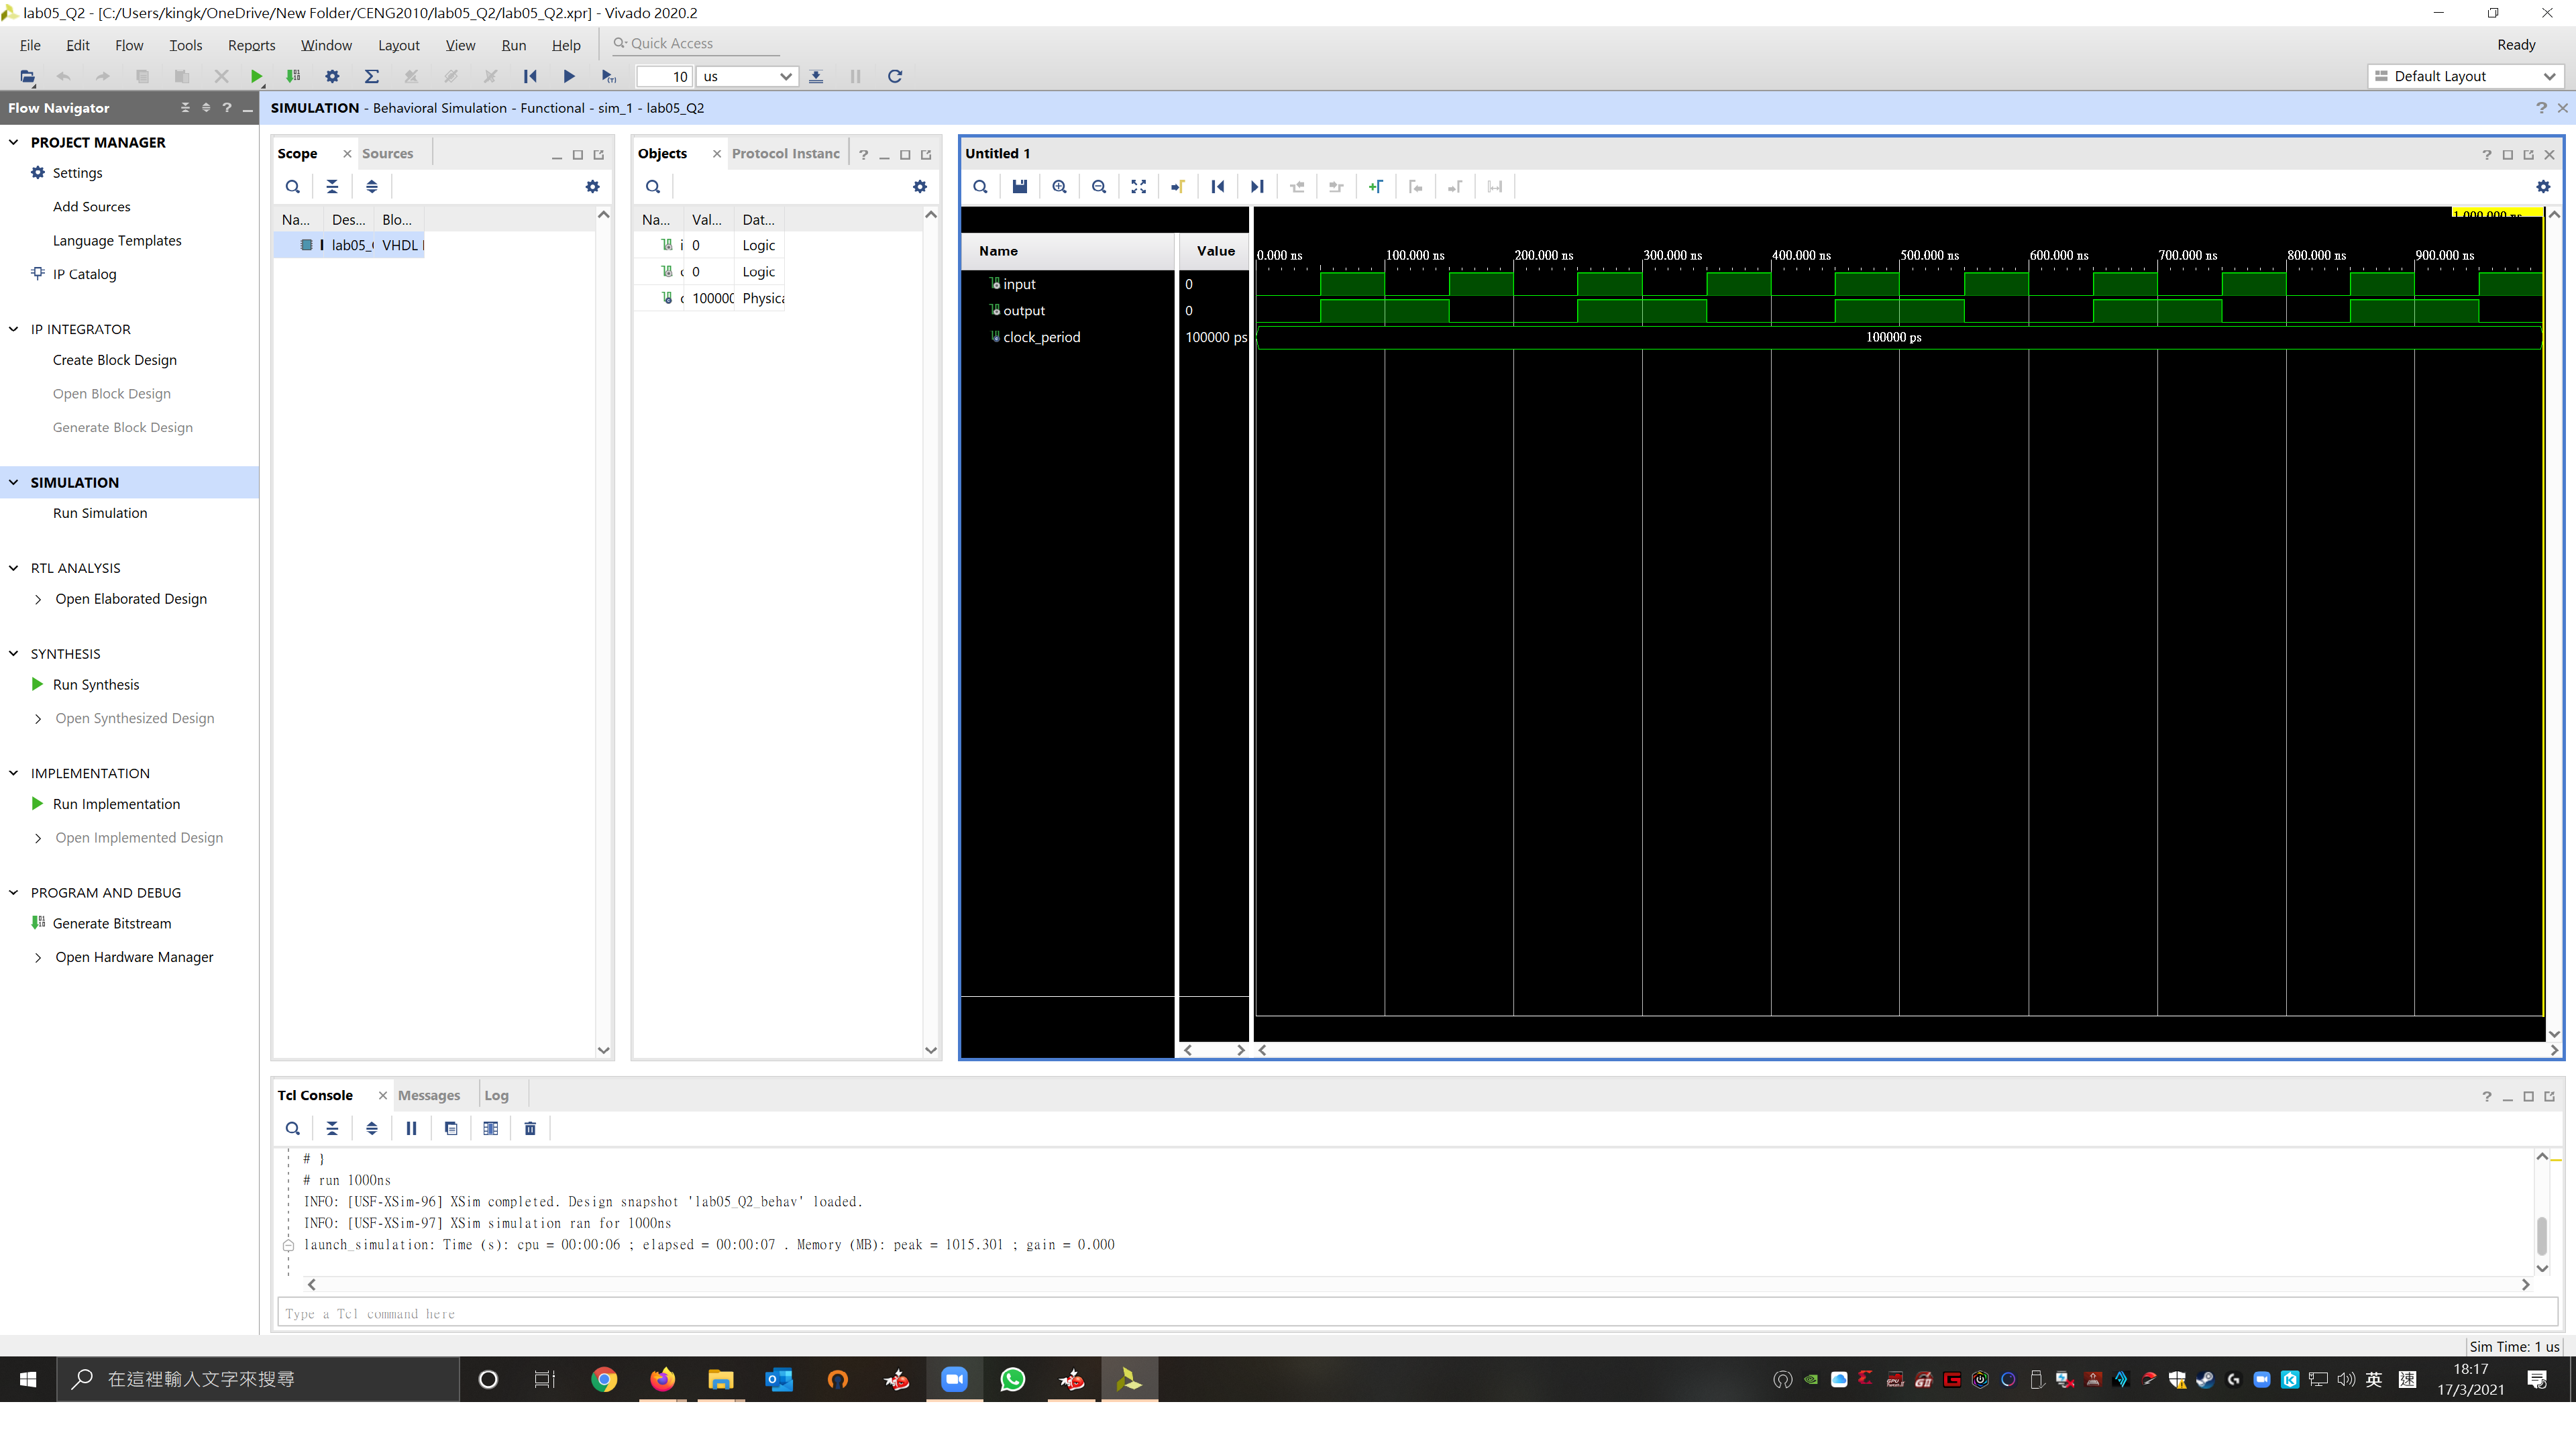 lab05_Q2 - [C:/Users/kingk/OneDrive/New Folder/CENG2010/lab05_Q2/lab05_Q2.xpr] - Vivado 2020.2
File Edit Flow Tools Reports Window Layout View Run Help Quick Access Ready
10 us Default Layout
Flow Navigator
SIMULATION - Behavioral Simulation - Functional - sim_1 - lab05_Q2
PROJECT MANAGER
Settings
Add Sources
Language Templates
IP Catalog
IP INTEGRATOR
Create Block Design
Open Block Design
Generate Block Design
SIMULATION
Run Simulation
RTL ANALYSIS
Open Elaborated Design
SYNTHESIS
Run Synthesis
Open Synthesized Design
IMPLEMENTATION
Run Implementation
Open Implemented Design
PROGRAM AND DEBUG
Generate Bitstream
Open Hardware Manager
Scope Sources
Na... Des... Blo...
lab05_ VHDL
Objects Protocol Instanc
Na... Val... Dat...
0 Logic
0 Logic
100000 Physica
Untitled 1
1,000.000 ns
Name Value
0.000 ns 100.000 ns 200.000 ns 300.000 ns 400.000 ns 500.000 ns 600.000 ns 700.000 ns 800.000 ns 900.000 ns
input 0
output 0
clock_period 100000 ps 100000 ps
Tcl Console Messages Log
# }
# run 1000ns
INFO: [USF-XSim-96] XSim completed. Design snapshot 'lab05_Q2_behav' loaded.
INFO: [USF-XSim-97] XSim simulation ran for 1000ns
launch_simulation: Time (s): cpu = 00:00:06 ; elapsed = 00:00:07 . Memory (MB): peak = 1015.301 ; gain = 0.000
Type a Tcl command here
Sim Time: 1 us
在這裡輸入文字來搜尋
英 速
18:17
17/3/2021